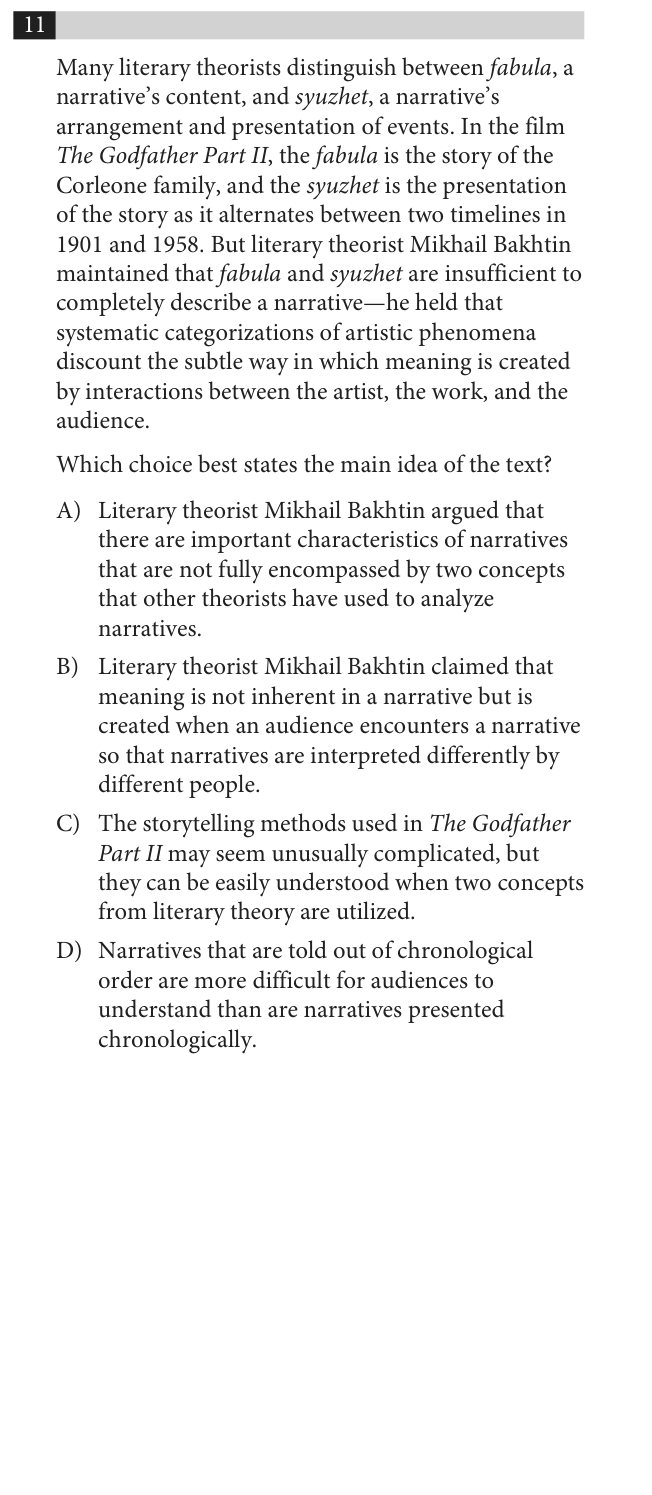 11
Many literary theorists distinguish between fabula, a
narrative’s content, and syuzhet, a narrative’s
arrangement and presentation of events. In the film
The Godfather Part II, the fabula is the story of the
Corleone family, and the syuzhet is the presentation
of the story as it alternates between two timelines in
1901 and 1958. But literary theorist Mikhail Bakhtin
maintained that fabula and syuzhet are insufficient to
completely describe a narrative—he held that
systematic categorizations of artistic phenomena
discount the subtle way in which meaning is created
by interactions between the artist, the work, and the
audience.
Which choice best states the main idea of the text?
A) Literary theorist Mikhail Bakhtin argued that
there are important characteristics of narratives
that are not fully encompassed by two concepts
that other theorists have used to analyze
narratives.
B) Literary theorist Mikhail Bakhtin claimed that
meaning is not inherent in a narrative but is
created when an audience encounters a narrative
so that narratives are interpreted differently by
different people.
C) The storytelling methods used in The Godfather
Part II may seem unusually complicated, but
they can be easily understood when two concepts
from literary theory are utilized.
D) Narratives that are told out of chronological
order are more difficult for audiences to
understand than are narratives presented
chronologically.